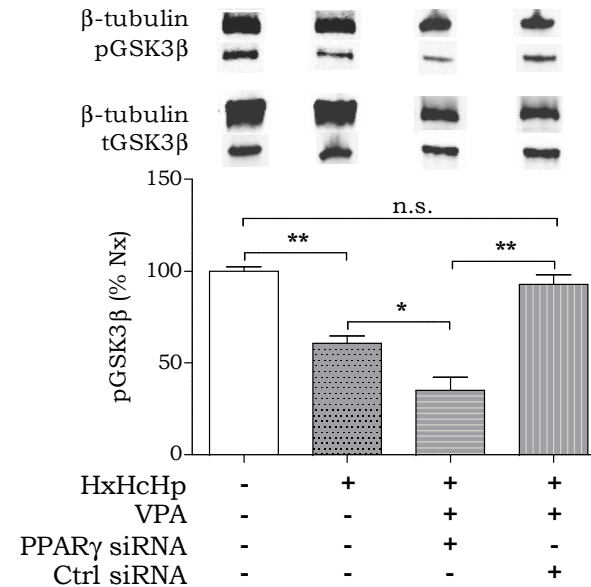 β-tubulin
pGSK3β
β-tubulin
tGSK3β
150
n.s.
**
**
100
*
50
0
pGSK3β (% Nx)
HxHcHp - + + +
VPA - - + +
PPARγ siRNA - - + -
Ctrl siRNA - - - +